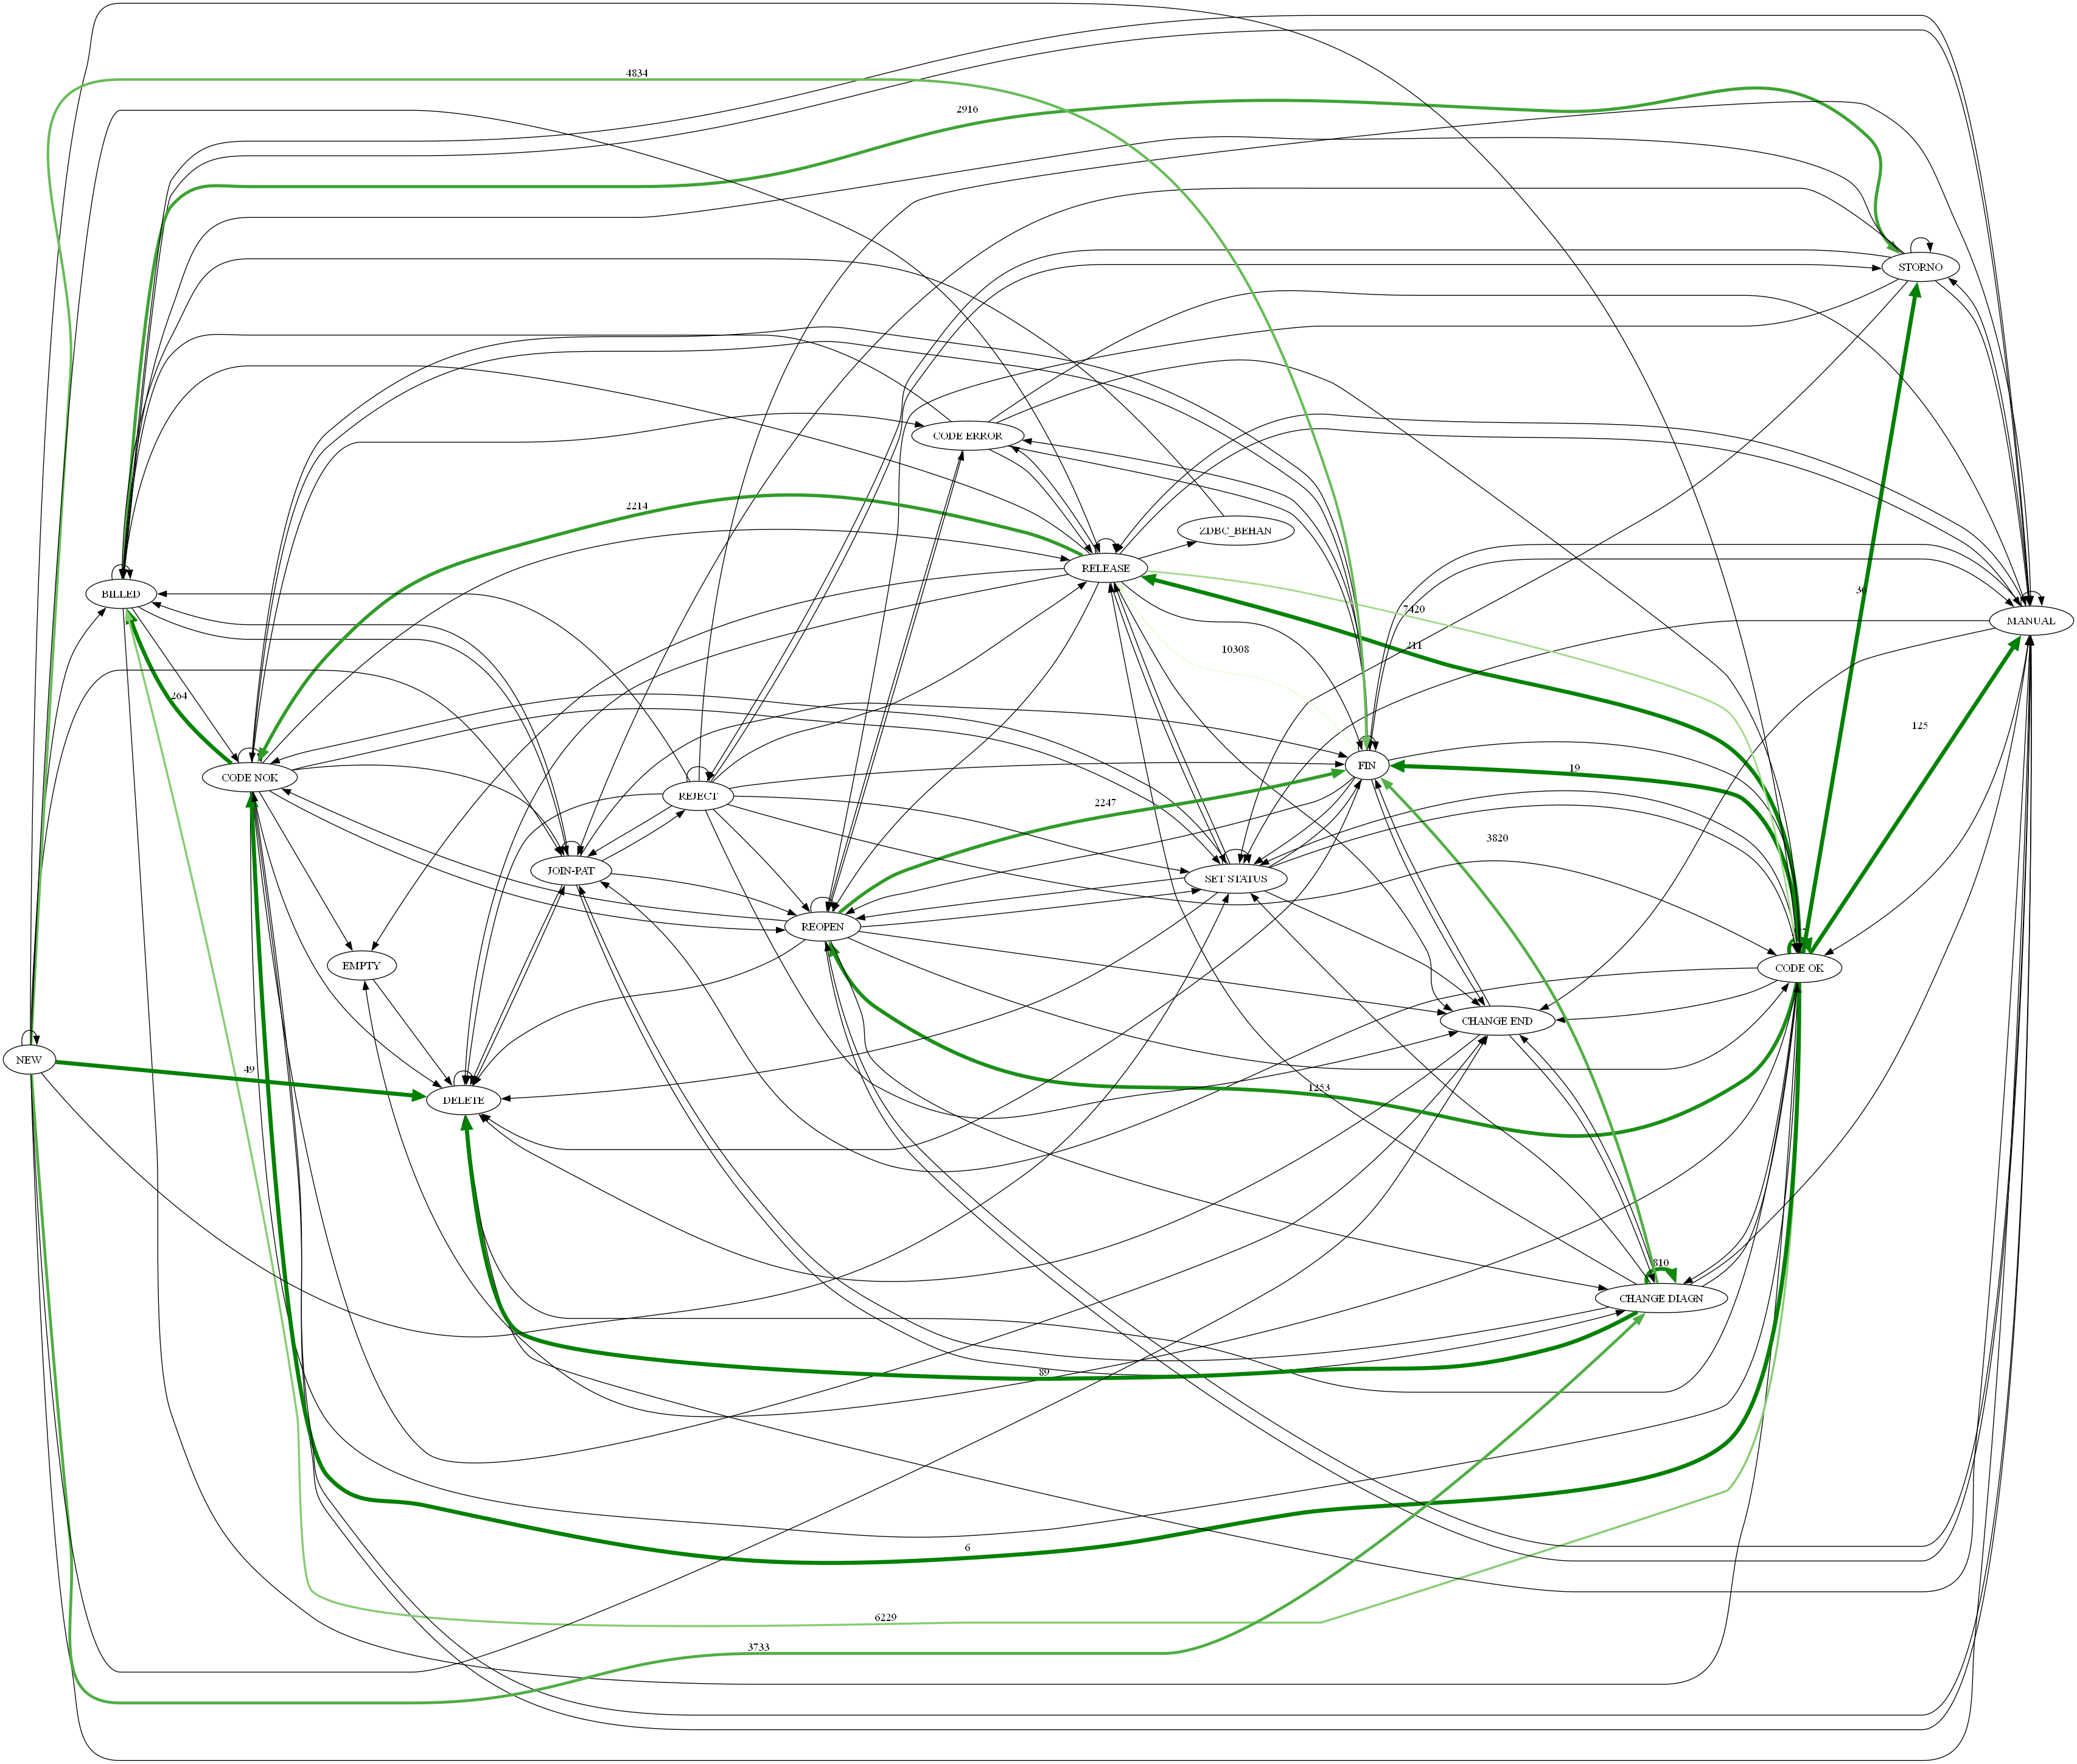 4834
2916
STORNO
CODE ERROR
2214
ZDBC_BEHAN
RELEASE
BILLED
36
7420
MANUAL
211
10308
264
125
FIN
19
CODE NOK
REJECT
2247
3820
JOIN-PAT
SET STATUS
REOPEN
EMPTY
CODE OK
CHANGE END
NEW
49
1253
DELETE
810
CHANGE DIAGN
89
6
6229
3733